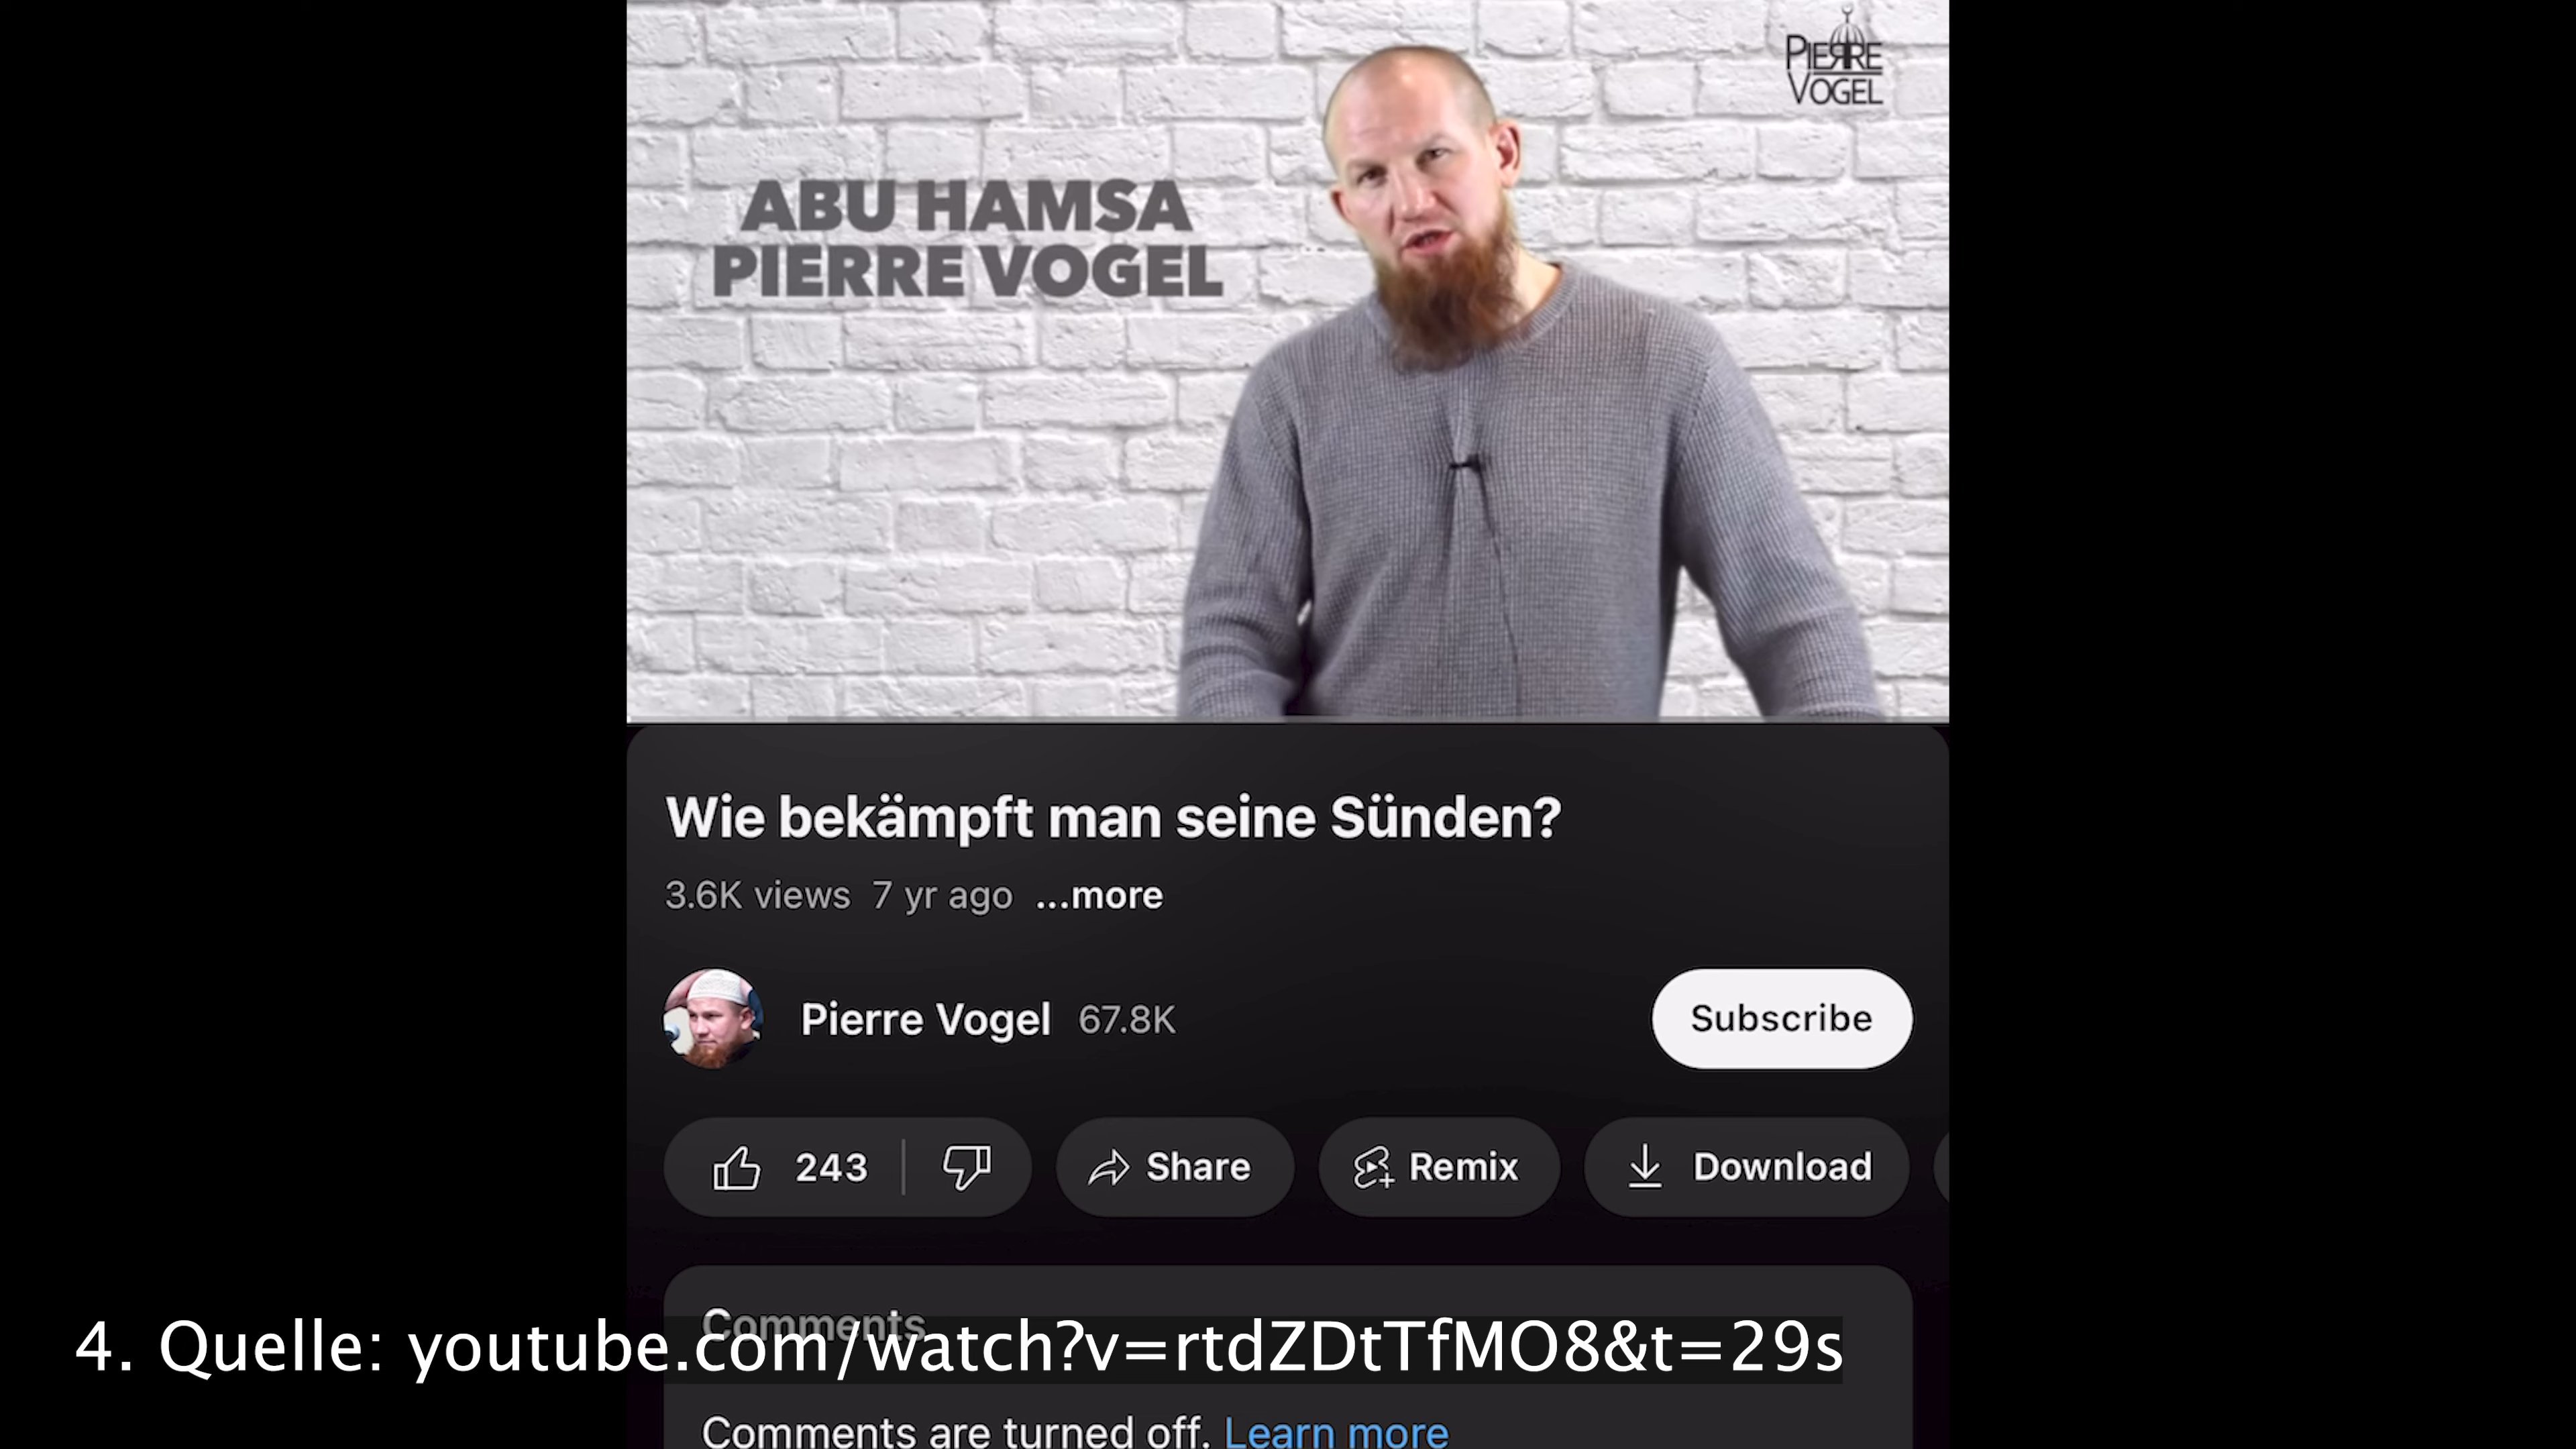 PIERRE
VOGEL
ABU HAMSA
PIERRE VOGEL
Wie bekämpft man seine Sünden?
3.6K views 7 yr ago ...more
Pierre Vogel 67.8K
Subscribe
243 Share Remix Download
Comments
4. Quelle: youtube.com/watch?v=rtdZDtTfMO8&t=29s
Comments are turned off. Learn more